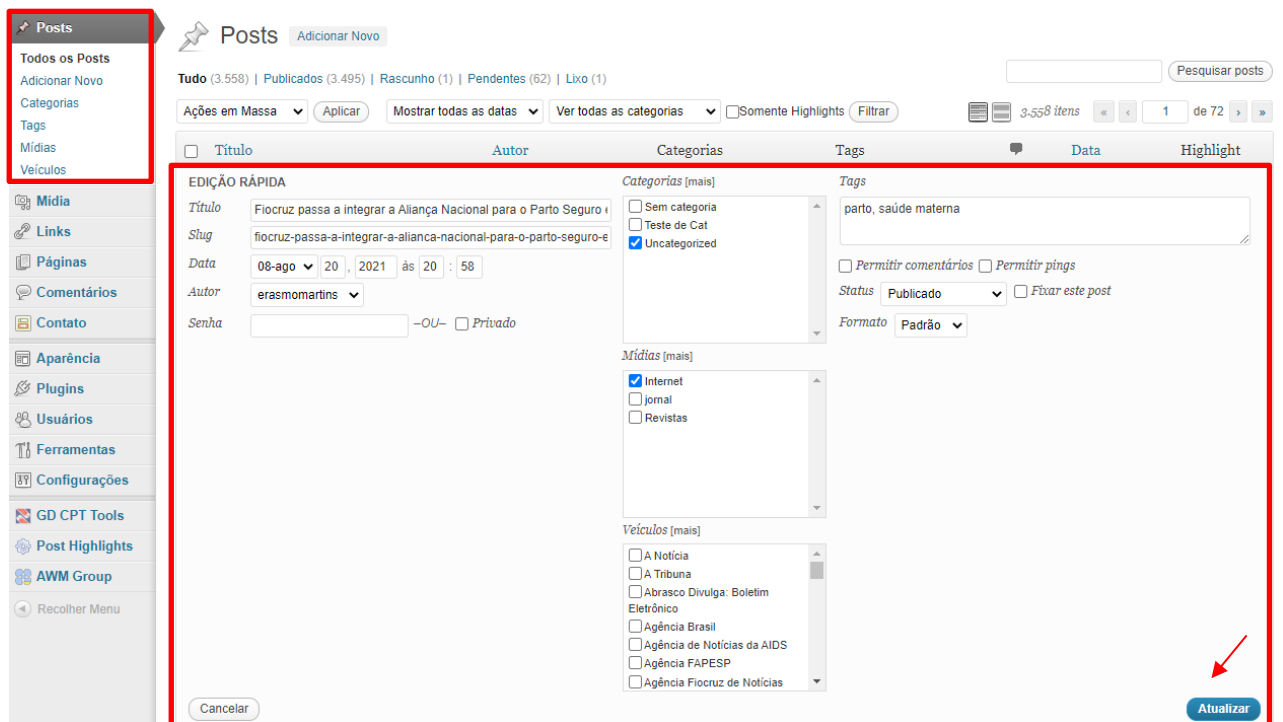 Posts
Todos os Posts
Adicionar Novo
Categorias
Tags
Mídias
Veículos
Mídia
Links
Páginas
Comentários
Contato
Aparência
Plugins
Usuários
Ferramentas
Configurações
GD CPT Tools
Post Highlights
AWM Group
Recolher Menu
Posts Adicionar Novo
Tudo (3.558) | Publicados (3.495) | Rascunho (1) | Pendentes (62) | Lixo (1)
Pesquisar posts
Ações em Massa Aplicar Mostrar todas as datas Ver todas as categorias Somente Highlights Filtrar 3.558 itens « ‹ 1 de 72 › »
Título Autor Categorias Tags Data Highlight
EDIÇÃO RÁPIDA
Título Fiocruz passa a integrar a Aliança Nacional para o Parto Seguro e
Slug fiocruz-passa-a-integrar-a-alianca-nacional-para-o-parto-seguro-e
Data 08-ago 20 , 2021 às 20 : 58
Autor erasmomartins
Senha –OU– Privado
Categorias [mais]
Sem categoria
Teste de Cat
Uncategorized
Mídias [mais]
Internet
jornal
Revistas
Veículos [mais]
A Notícia
A Tribuna
Abrasco Divulga: Boletim
Eletrônico
Agência Brasil
Agência de Notícias da AIDS
Agência FAPESP
Agência Fiocruz de Notícias
Tags
parto, saúde materna
Permitir comentários Permitir pings
Status Publicado Fixar este post
Formato Padrão
Cancelar Atualizar